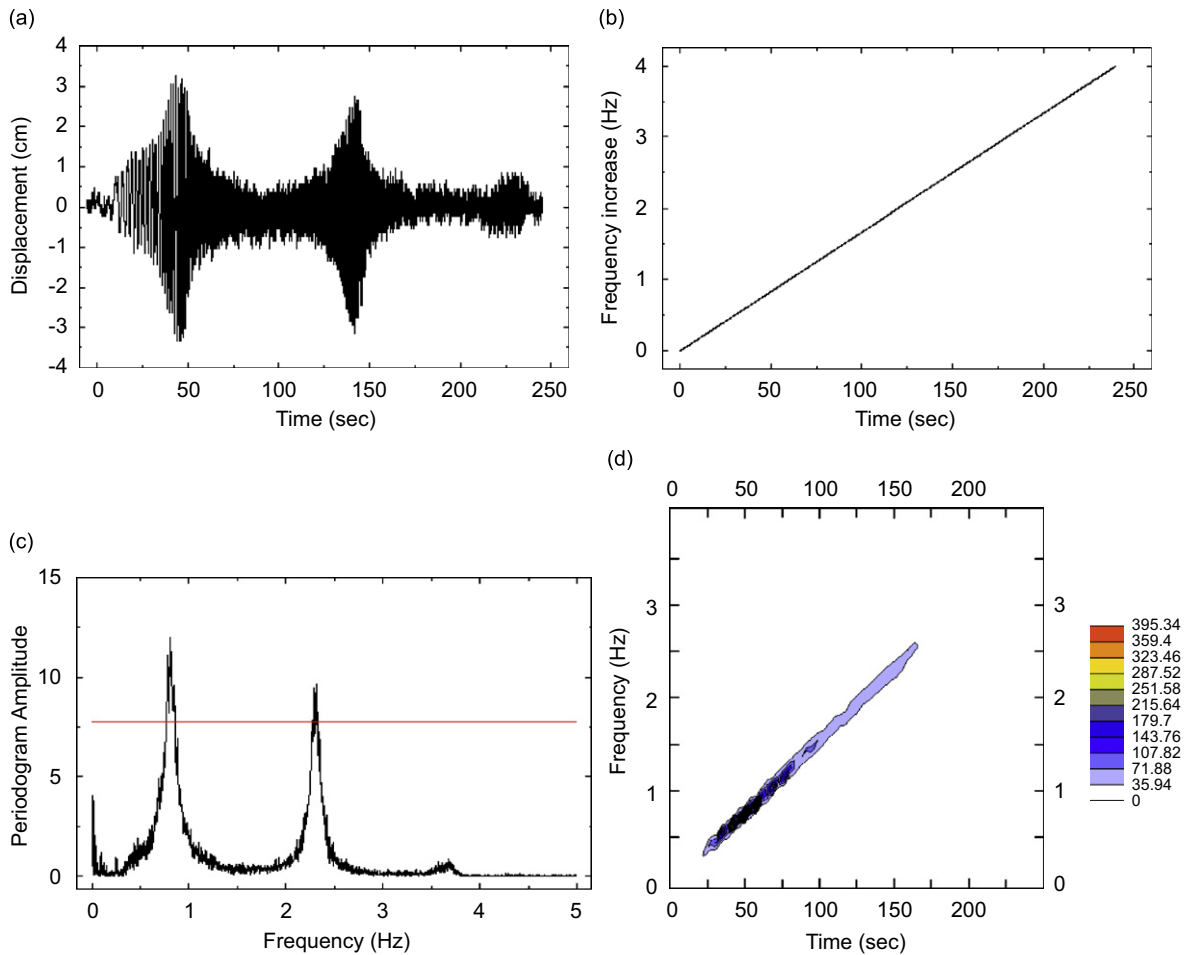 (a)
4
3
2
1
0
-1
-2
-3
-4
Displacement (cm)
0 50 100 150 200 250
Time (sec)
(b)
4
3
2
1
0
Frequency increase (Hz)
0 50 100 150 200 250
Time (sec)
(c)
15
10
5
0
Periodogram Amplitude
0 1 2 3 4 5
Frequency (Hz)
(d)
0 50 100 150 200
3
2
1
0
Frequency (Hz)
3
2
1
0
0 50 100 150 200
Time (sec)
395.34
359.4
323.46
287.52
251.58
215.64
179.7
143.76
107.82
71.88
35.94
0